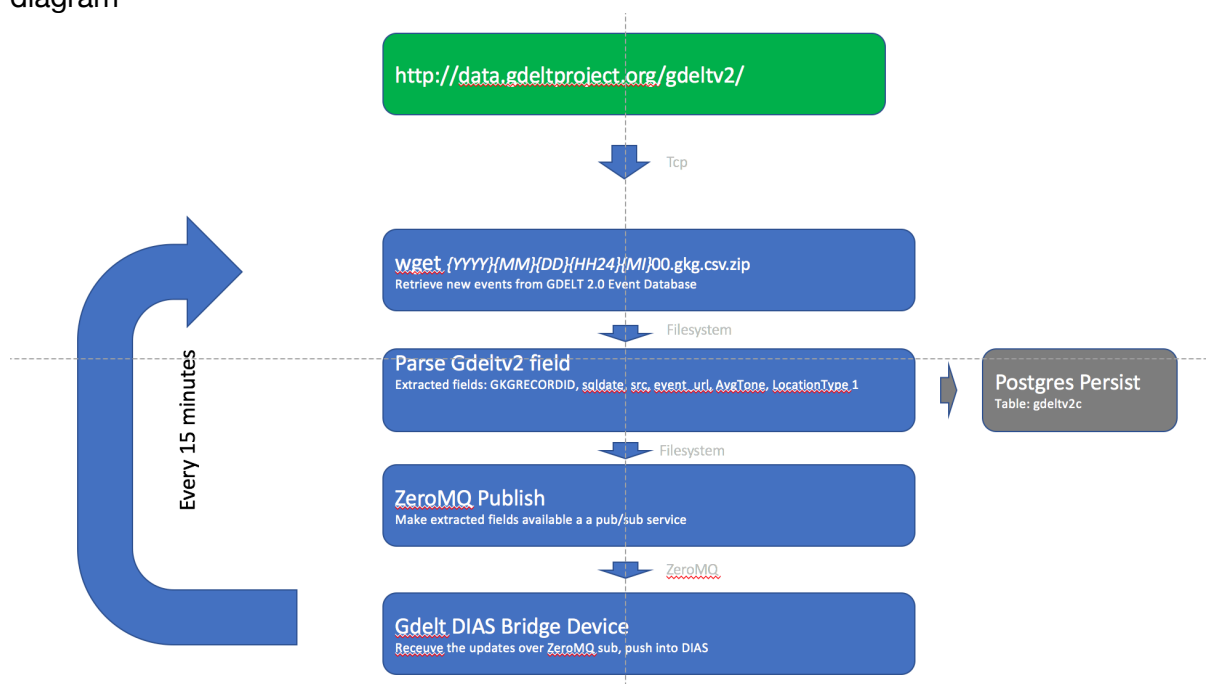 diagram
http://data.gdeltproject.org/gdeltv2/
Tcp
wget {YYYY}{MM}{DD}{HH24}{MI}00.gkg.csv.zip
Retrieve new events from GDELT 2.0 Event Database
Filesystem
Parse Gdeltv2 field
Extracted fields: GKGRECORDID, sqldate, src, event_url, AvgTone, LocationType 1
Postgres Persist
Table: gdeltv2c
Every 15 minutes
Filesystem
ZeroMQ Publish
Make extracted fields available a a pub/sub service
ZeroMQ
Gdelt DIAS Bridge Device
Receuve the updates over ZeroMQ sub, push into DIAS